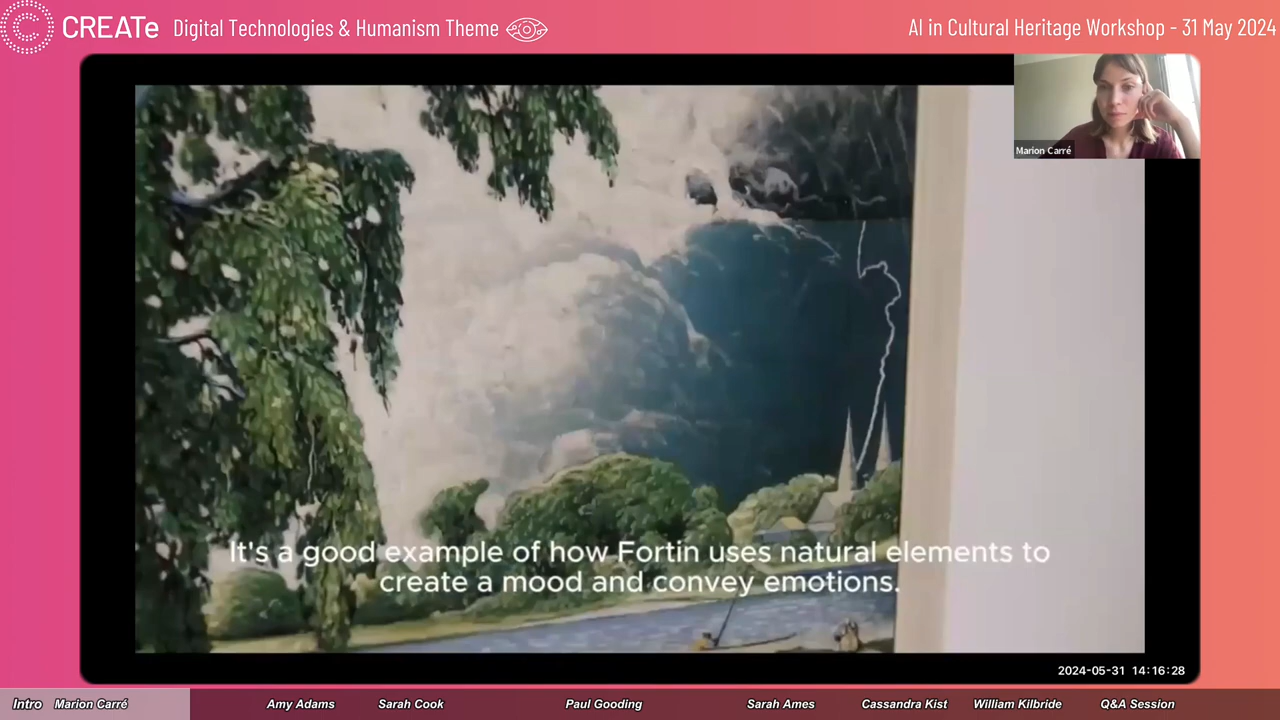 CREATe Digital Technologies & Humanism Theme
AI in Cultural Heritage Workshop - 31 May 2024
Marion Carré
It's a good example of how Fortin uses natural elements to
create a mood and convey emotions.
2024-05-31 14:16:28
Intro Marion Carré Amy Adams Sarah Cook Paul Gooding Sarah Ames Cassandra Kist William Kilbride Q&A Session